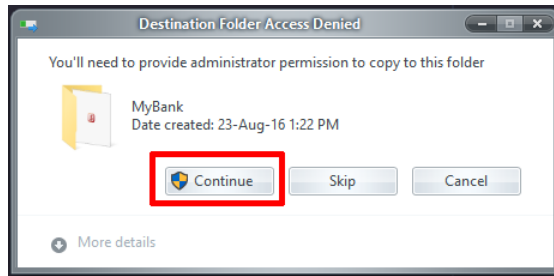 Destination Folder Access Denied
You'll need to provide administrator permission to copy to this folder
MyBank
Date created: 23-Aug-16 1:22 PM
Continue Skip Cancel
More details